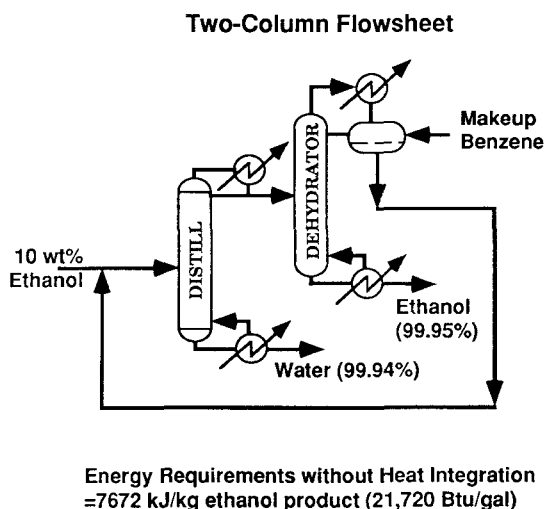 Two-Column Flowsheet
Makeup
Benzene
DEHYDRATOR
DISTILL
10 wt%
Ethanol
Ethanol
(99.95%)
Water (99.94%)
Energy Requirements without Heat Integration
=7672 kJ/kg ethanol product (21,720 Btu/gal)